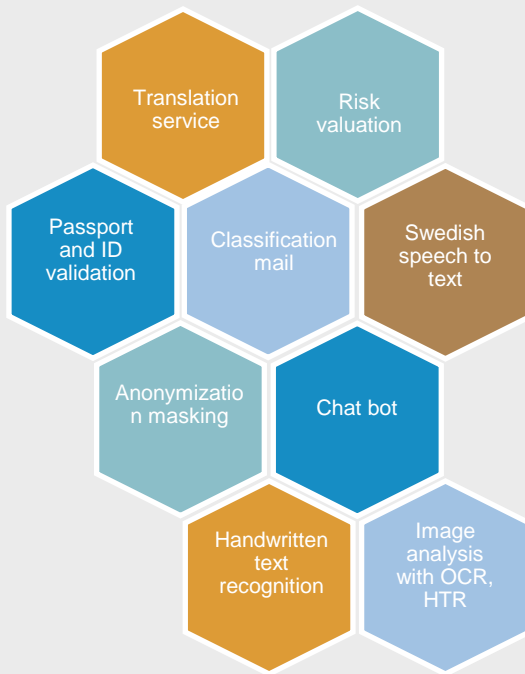 Translation
service
Risk
valuation
Passport
and ID
validation
Classification
mail
Swedish
speech to
text
Anonymizatio
n masking
Chat bot
Handwritten
text
recognition
Image
analysis
with OCR,
HTR